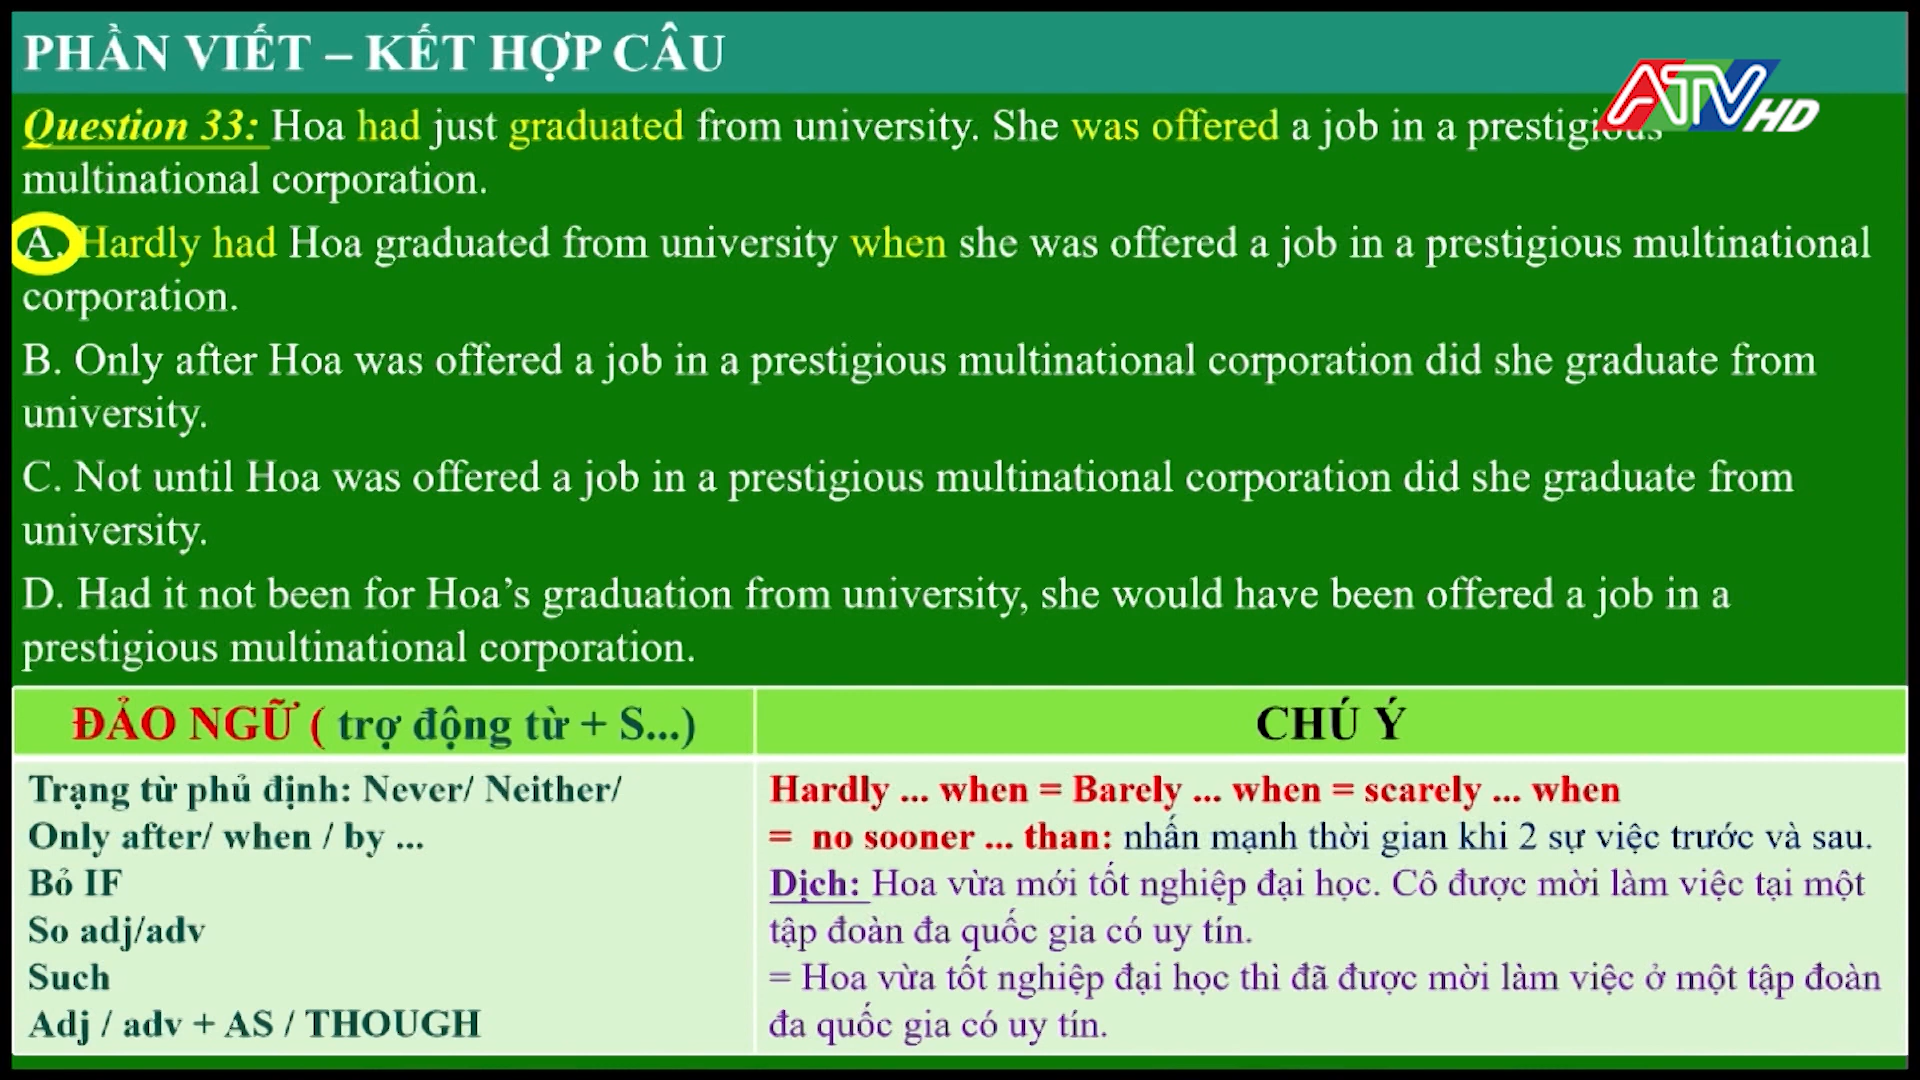 PHẦN VIẾT – KẾT HỢP CÂU
ATV HD
Question 33: Hoa had just graduated from university. She was offered a job in a prestigious
multinational corporation.
A. Hardly had Hoa graduated from university when she was offered a job in a prestigious multinational
corporation.
B. Only after Hoa was offered a job in a prestigious multinational corporation did she graduate from
university.
C. Not until Hoa was offered a job in a prestigious multinational corporation did she graduate from
university.
D. Had it not been for Hoa’s graduation from university, she would have been offered a job in a
prestigious multinational corporation.
ĐẢO NGỮ ( trợ động từ + S...)
Trạng từ phủ định: Never/ Neither/
Only after/ when / by ...
Bỏ IF
So adj/adv
Such
Adj / adv + AS / THOUGH
CHÚ Ý
Hardly ... when = Barely ... when = scarely ... when
= no sooner ... than: nhấn mạnh thời gian khi 2 sự việc trước và sau.
Dịch: Hoa vừa mới tốt nghiệp đại học. Cô được mời làm việc tại một
tập đoàn đa quốc gia có uy tín.
= Hoa vừa tốt nghiệp đại học thì đã được mời làm việc ở một tập đoàn
đa quốc gia có uy tín.